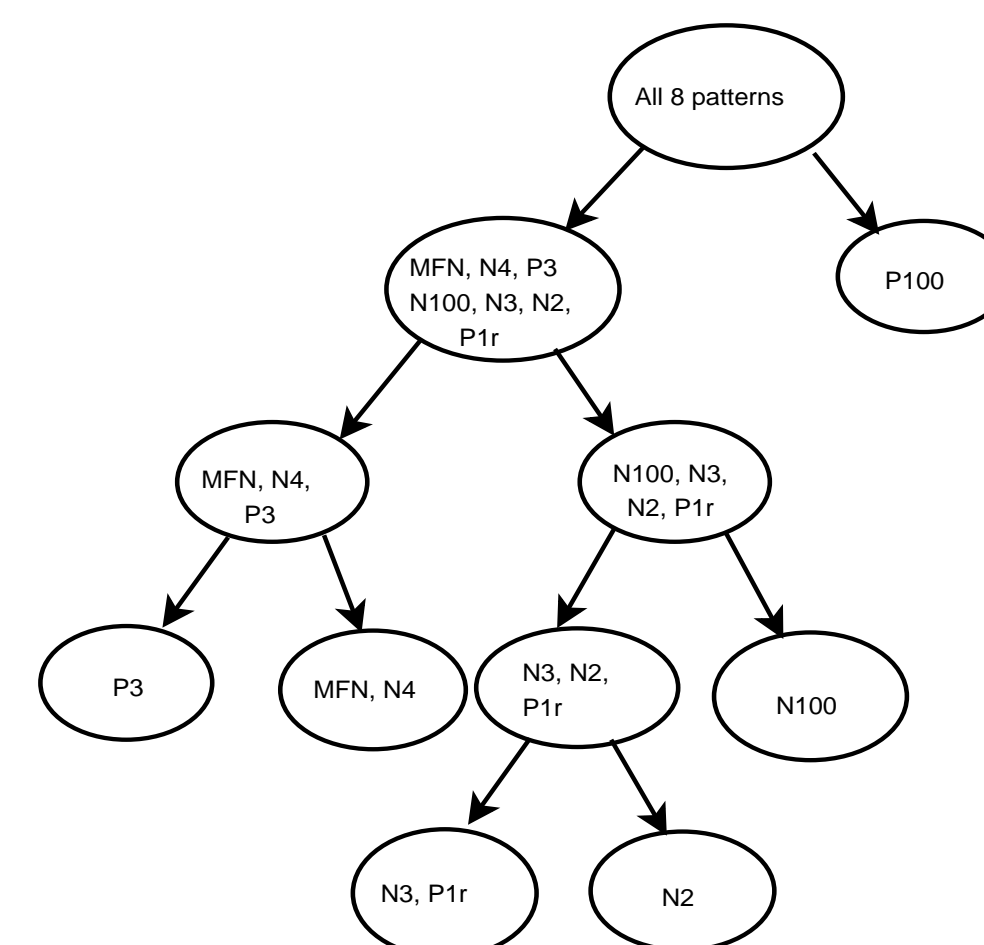 All 8 patterns
MFN, N4, P3
N100, N3, N2,
P1r
P100
MFN, N4,
P3
N100, N3,
N2, P1r
P3
MFN, N4
N3, N2,
P1r
N100
N3, P1r
N2